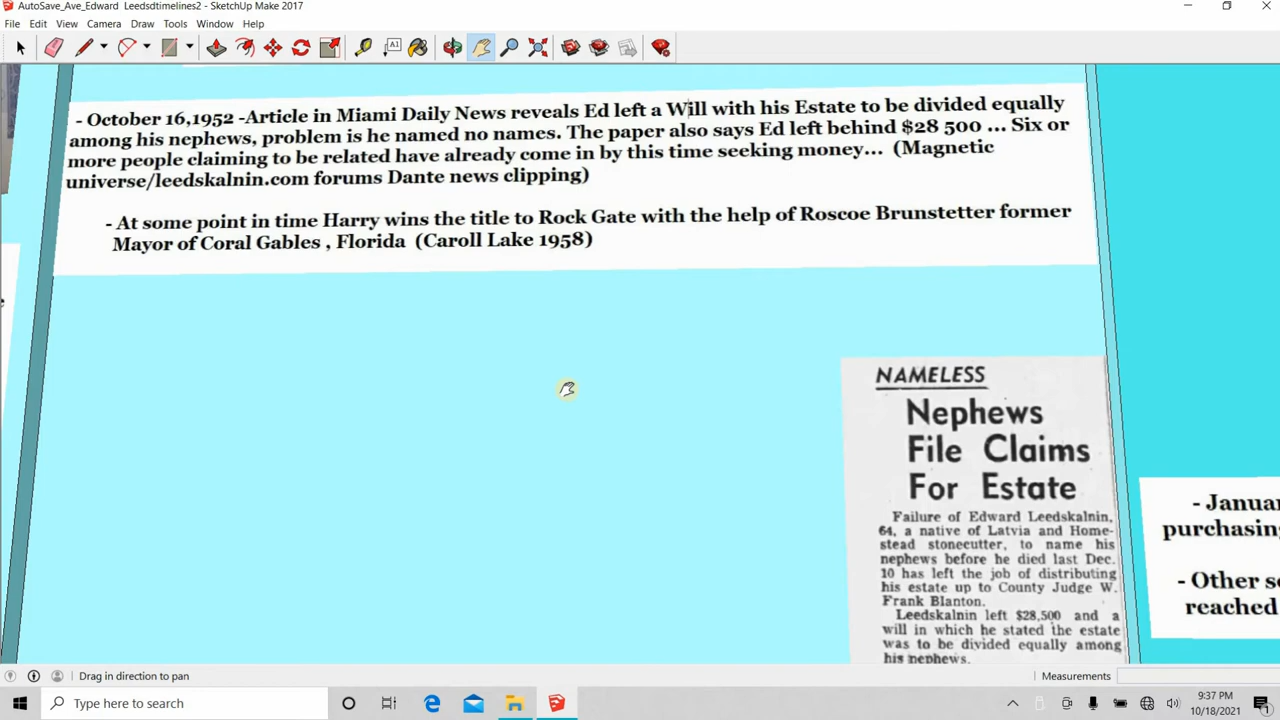 AutoSave_Ave_Edward Leedsdtimelines2 - SketchUp Make 2017
File Edit View Camera Draw Tools Window Help
- October 16,1952 -Article in Miami Daily News reveals Ed left a Will with his Estate to be divided equally
among his nephews, problem is he named no names. The paper also says Ed left behind $28 500 ... Six or
more people claiming to be related have already come in by this time seeking money... (Magnetic
universe/leedskalnin.com forums Dante news clipping)
- At some point in time Harry wins the title to Rock Gate with the help of Roscoe Brunstetter former
Mayor of Coral Gables , Florida (Caroll Lake 1958)
NAMELESS
Nephews
File Claims
For Estate
Failure of Edward Leedskalnin,
64, a native of Latvia and Home-
stead stonecutter, to name his
nephews before he died last Dec.
10 has left the job of distributing
his estate up to County Judge W.
Frank Blanton.
Leedskalnin left $28,500 and a
will in which he stated the estate
was to be divided equally among
his nephews.
- Januar
purchasing
- Other so
reached
Drag in direction to pan
Measurements
Type here to search
9:37 PM
10/18/2021